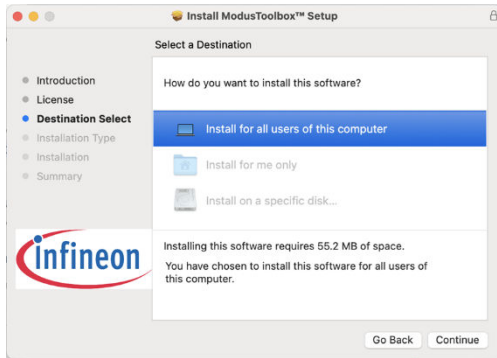 Install ModusToolbox™ Setup
Select a Destination
Introduction
License
Destination Select
Installation Type
Installation
Summary
How do you want to install this software?
Install for all users of this computer
Install for me only
Install on a specific disk...
Installing this software requires 55.2 MB of space.
You have chosen to install this software for all users of
this computer.
infineon
Go Back
Continue